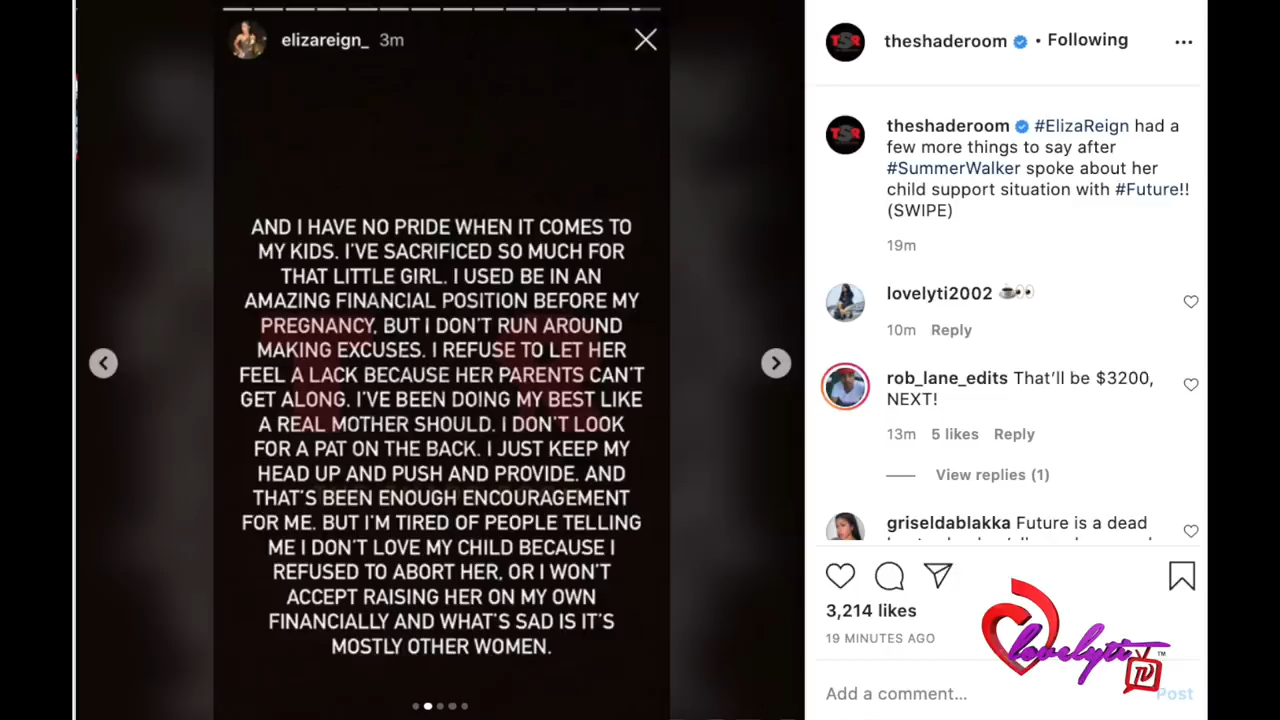 elizareign_ 3m
AND I HAVE NO PRIDE WHEN IT COMES TO
MY KIDS. I'VE SACRIFICED SO MUCH FOR
THAT LITTLE GIRL. I USED BE IN AN
AMAZING FINANCIAL POSITION BEFORE MY
PREGNANCY, BUT I DON'T RUN AROUND
MAKING EXCUSES. I REFUSE TO LET HER
FEEL A LACK BECAUSE HER PARENTS CAN'T
GET ALONG. I'VE BEEN DOING MY BEST LIKE
A REAL MOTHER SHOULD. I DON'T LOOK
FOR A PAT ON THE BACK. I JUST KEEP MY
HEAD UP AND PUSH AND PROVIDE. AND
THAT'S BEEN ENOUGH ENCOURAGEMENT
FOR ME. BUT I'M TIRED OF PEOPLE TELLING
ME I DON'T LOVE MY CHILD BECAUSE I
REFUSED TO ABORT HER, OR I WON'T
ACCEPT RAISING HER ON MY OWN
FINANCIALLY AND WHAT'S SAD IS IT'S
MOSTLY OTHER WOMEN.
TSR
theshaderoom • Following
TSR
theshaderoom #ElizaReign had a
few more things to say after
#SummerWalker spoke about her
child support situation with #Future!!
(SWIPE)
19m
lovelyti2002 ☕👀
10m Reply
rob_lane_edits That'll be $3200,
NEXT!
13m 5 likes Reply
View replies (1)
griseldablakka Future is a dead
3,214 likes
19 MINUTES AGO
lovelyti TV ™
Add a comment...
Post